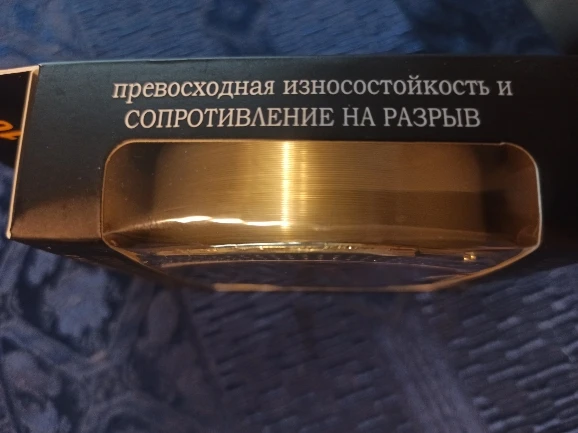 превосходная износостойкость и
СОПРОТИВЛЕНИЕ НА РАЗРЫВ